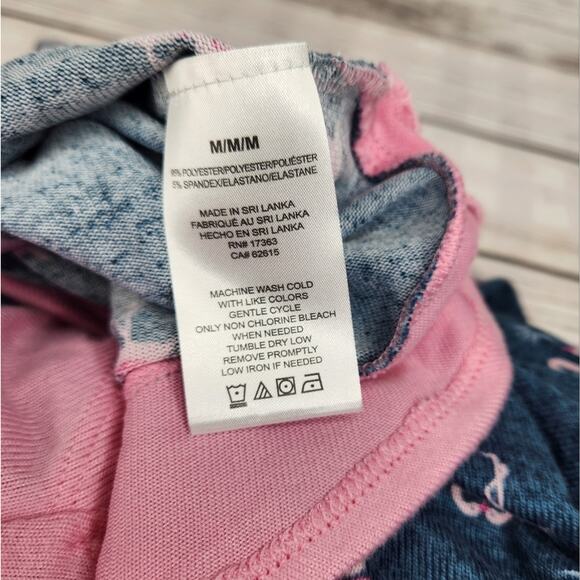 M/M/M
95% POLYESTER/POLYESTER/POLIÉSTER
5% SPANDEX/ELASTANO/ELASTANE
MADE IN SRI LANKA
FABRIQUÉ AU SRI LANKA
HECHO EN SRI LANKA
RN# 17363
CA# 62615
MACHINE WASH COLD
WITH LIKE COLORS
GENTLE CYCLE
ONLY NON CHLORINE BLEACH
WHEN NEEDED
TUMBLE DRY LOW
REMOVE PROMPTLY
LOW IRON IF NEEDED